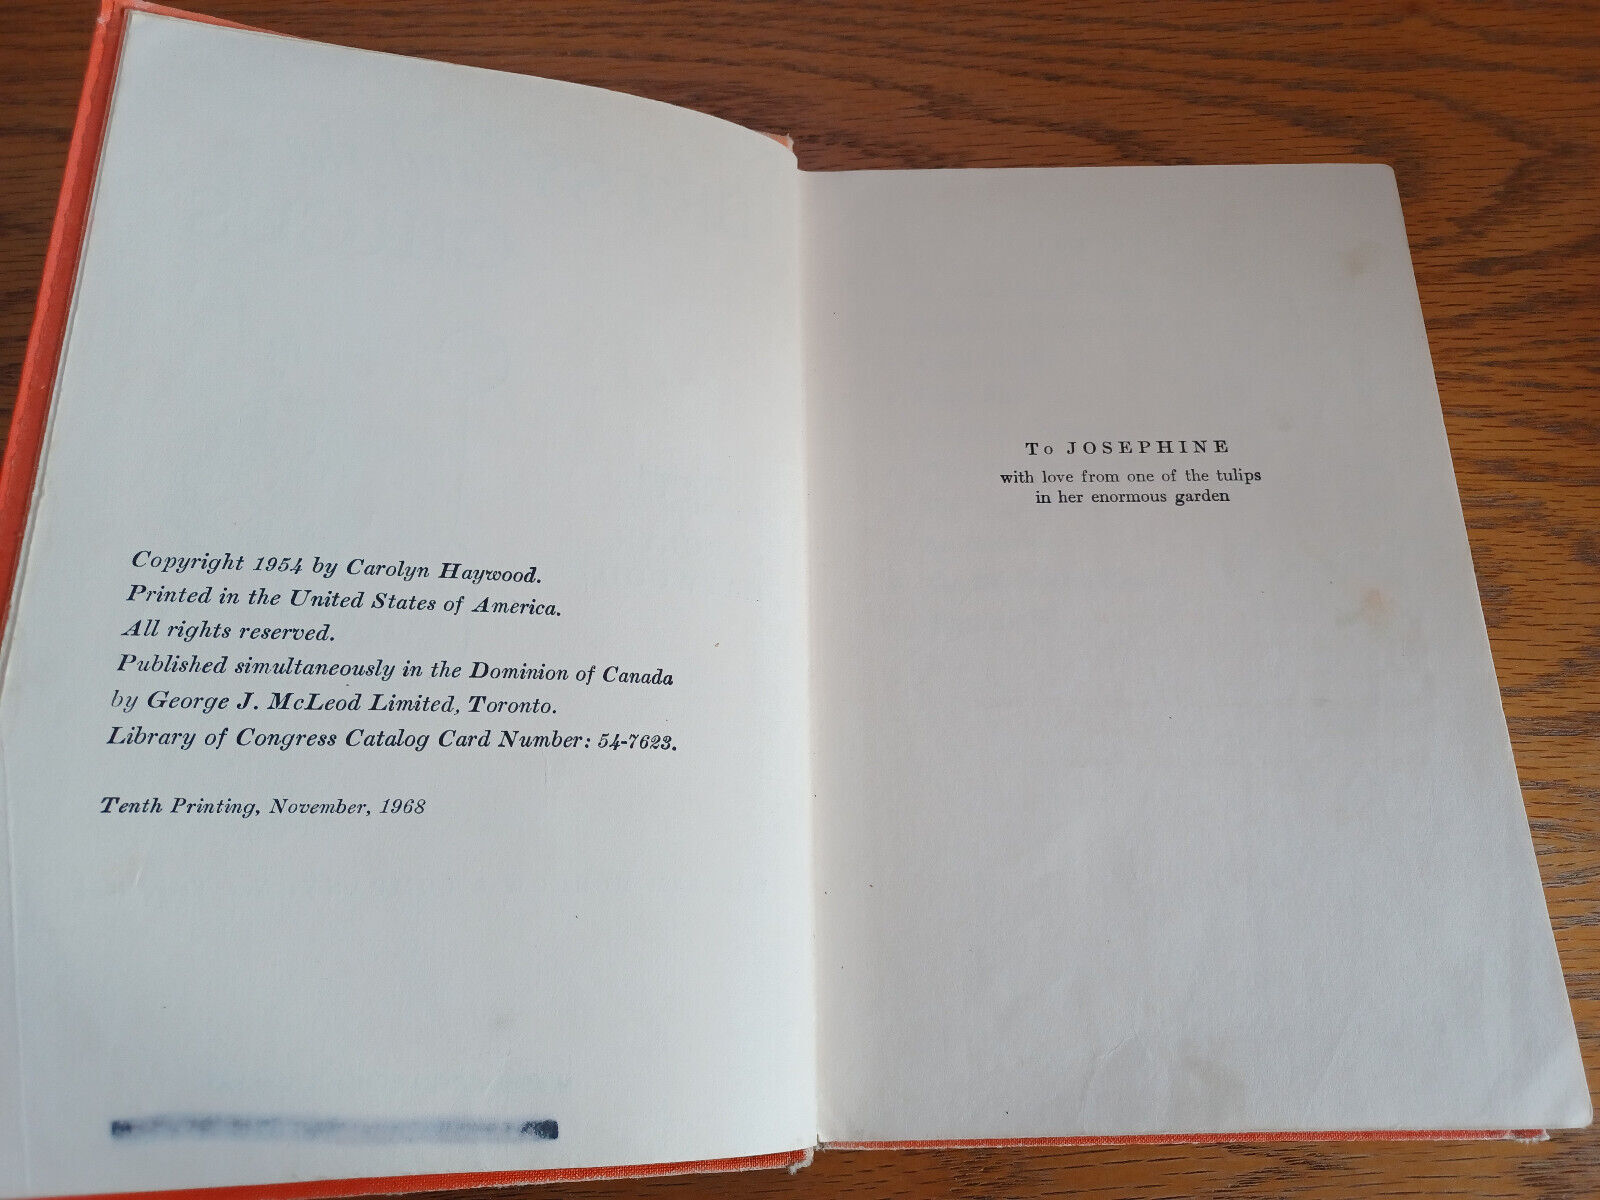 Copyright 1954 by Carolyn Haywood.
Printed in the United States of America.
All rights reserved.
Published simultaneously in the Dominion of Canada
by George J. McLeod Limited, Toronto.
Library of Congress Catalog Card Number: 54-7623.
Tenth Printing, November, 1968
To JOSEPHINE
with love from one of the tulips
in her enormous garden